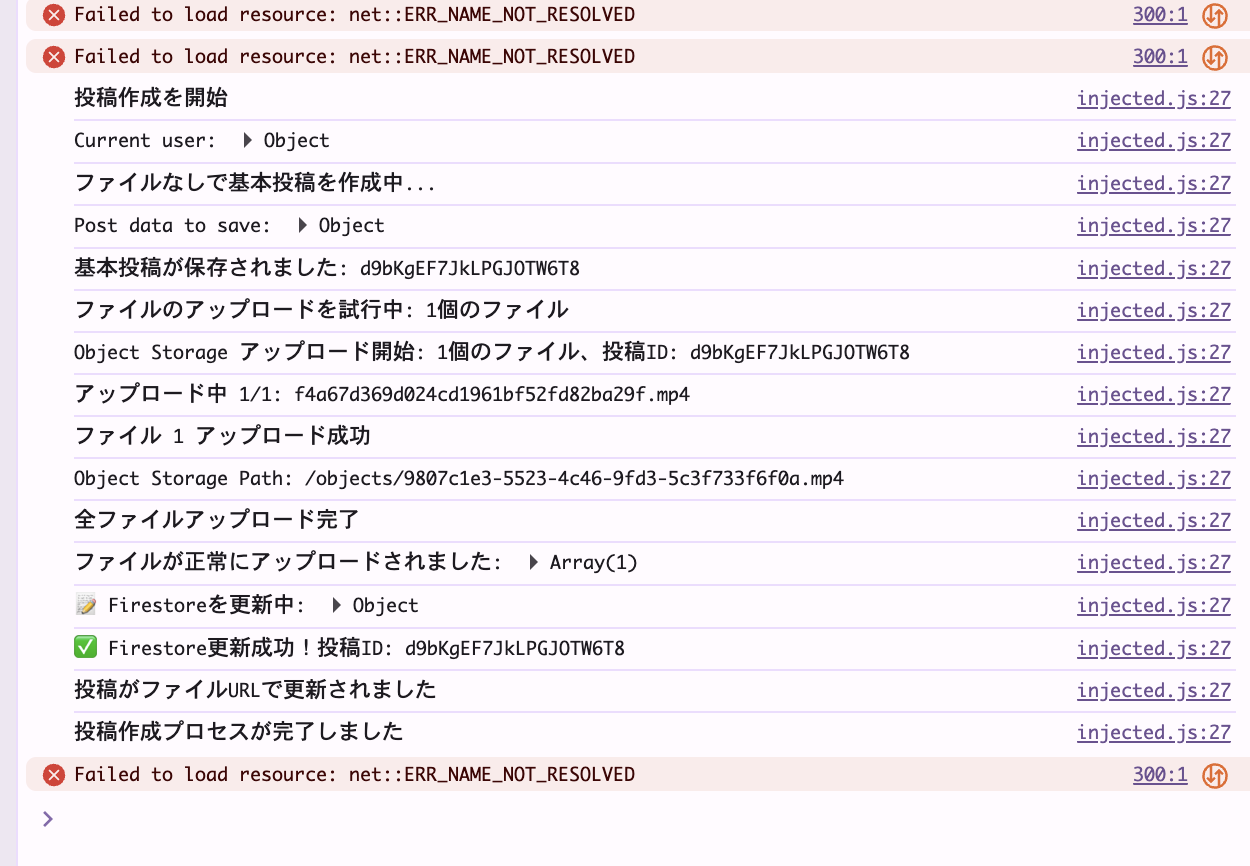 Failed to load resource: net::ERR_NAME_NOT_RESOLVED 300:1
Failed to load resource: net::ERR_NAME_NOT_RESOLVED 300:1
投稿作成を開始 injected.js:27
Current user: ▶ Object injected.js:27
ファイルなしで基本投稿を作成中... injected.js:27
Post data to save: ▶ Object injected.js:27
基本投稿が保存されました: d9bKgEF7JkLPGJOTW6T8 injected.js:27
ファイルのアップロードを試行中: 1個のファイル injected.js:27
Object Storage アップロード開始: 1個のファイル、投稿ID: d9bKgEF7JkLPGJOTW6T8 injected.js:27
アップロード中 1/1: f4a67d369d024cd1961bf52fd82ba29f.mp4 injected.js:27
ファイル 1 アップロード成功 injected.js:27
Object Storage Path: /objects/9807c1e3-5523-4c46-9fd3-5c3f733f6f0a.mp4 injected.js:27
全ファイルアップロード完了 injected.js:27
ファイルが正常にアップロードされました: ▶ Array(1) injected.js:27
📝 Firestoreを更新中: ▶ Object injected.js:27
✅ Firestore更新成功！投稿ID: d9bKgEF7JkLPGJOTW6T8 injected.js:27
投稿がファイルURLで更新されました injected.js:27
投稿作成プロセスが完了しました injected.js:27
Failed to load resource: net::ERR_NAME_NOT_RESOLVED 300:1